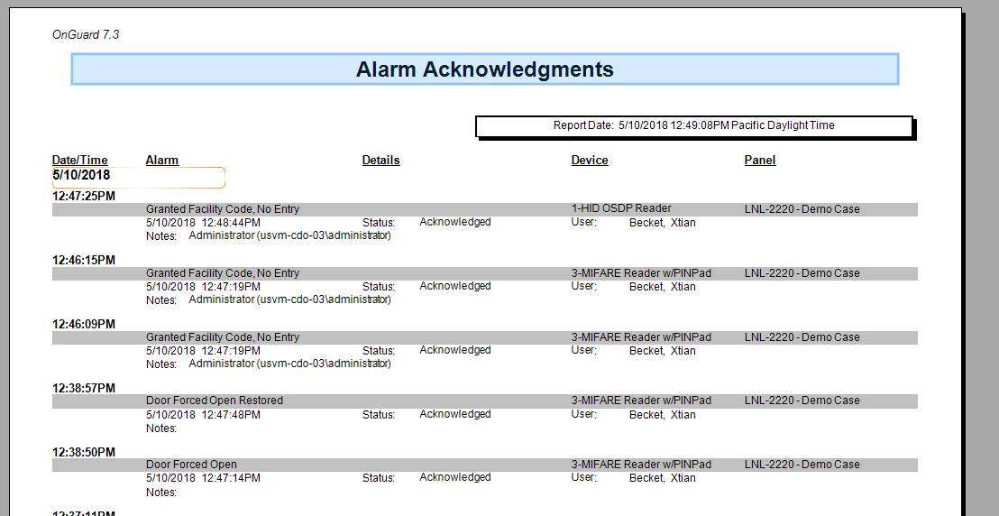 OnGuard 7.3
Alarm Acknowledgments
Report Date: 5/10/2018 12:49:08PM Pacific Daylight Time
Date/Time Alarm Details Device Panel
5/10/2018
12:47:25PM
Granted Facility Code, No Entry 1-HID OSDP Reader LNL-2220 - Demo Case
5/10/2018 12:48:44PM Status: Acknowledged User: Becket, Xtian
Notes: Administrator (usvm-cdo-03\administrator)
12:46:15PM
Granted Facility Code, No Entry 3-MIFARE Reader w/PINPad LNL-2220 - Demo Case
5/10/2018 12:47:19PM Status: Acknowledged User: Becket, Xtian
Notes: Administrator (usvm-cdo-03\administrator)
12:46:09PM
Granted Facility Code, No Entry 3-MIFARE Reader w/PINPad LNL-2220 - Demo Case
5/10/2018 12:47:19PM Status: Acknowledged User: Becket, Xtian
Notes: Administrator (usvm-cdo-03\administrator)
12:38:57PM
Door Forced Open Restored 3-MIFARE Reader w/PINPad LNL-2220 - Demo Case
5/10/2018 12:47:48PM Status: Acknowledged User: Becket, Xtian
Notes:
12:38:50PM
Door Forced Open 3-MIFARE Reader w/PINPad LNL-2220 - Demo Case
5/10/2018 12:47:14PM Status: Acknowledged User: Becket, Xtian
Notes:
12:37:11PM